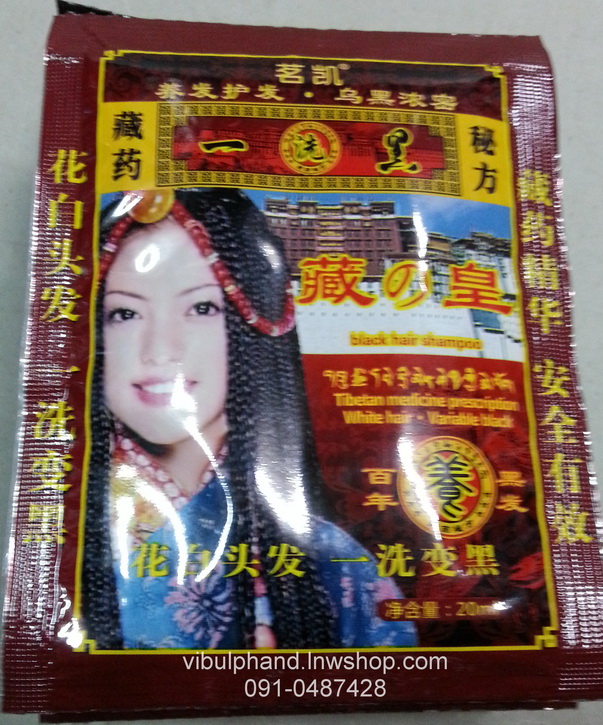 茗凯®
养发护发·乌黑浓密
藏药
一洗黑
秘方
花白头发 一洗变黑
藏药精华 安全有效
藏の皇
black hair shampoo
Tibetan medicine prescription
White hair · Variable black
百年
養
黑发
花白头发 一洗变黑
净含量：20ml
vibulphand.lnwshop.com
091-0487428